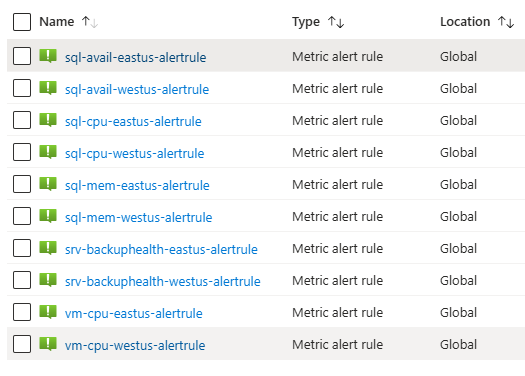 Name ↑↓ Type ↑↓ Location ↑↓
sql-avail-eastus-alertrule Metric alert rule Global
sql-avail-westus-alertrule Metric alert rule Global
sql-cpu-eastus-alertrule Metric alert rule Global
sql-cpu-westus-alertrule Metric alert rule Global
sql-mem-eastus-alertrule Metric alert rule Global
sql-mem-westus-alertrule Metric alert rule Global
srv-backuphealth-eastus-alertrule Metric alert rule Global
srv-backuphealth-westus-alertrule Metric alert rule Global
vm-cpu-eastus-alertrule Metric alert rule Global
vm-cpu-westus-alertrule Metric alert rule Global